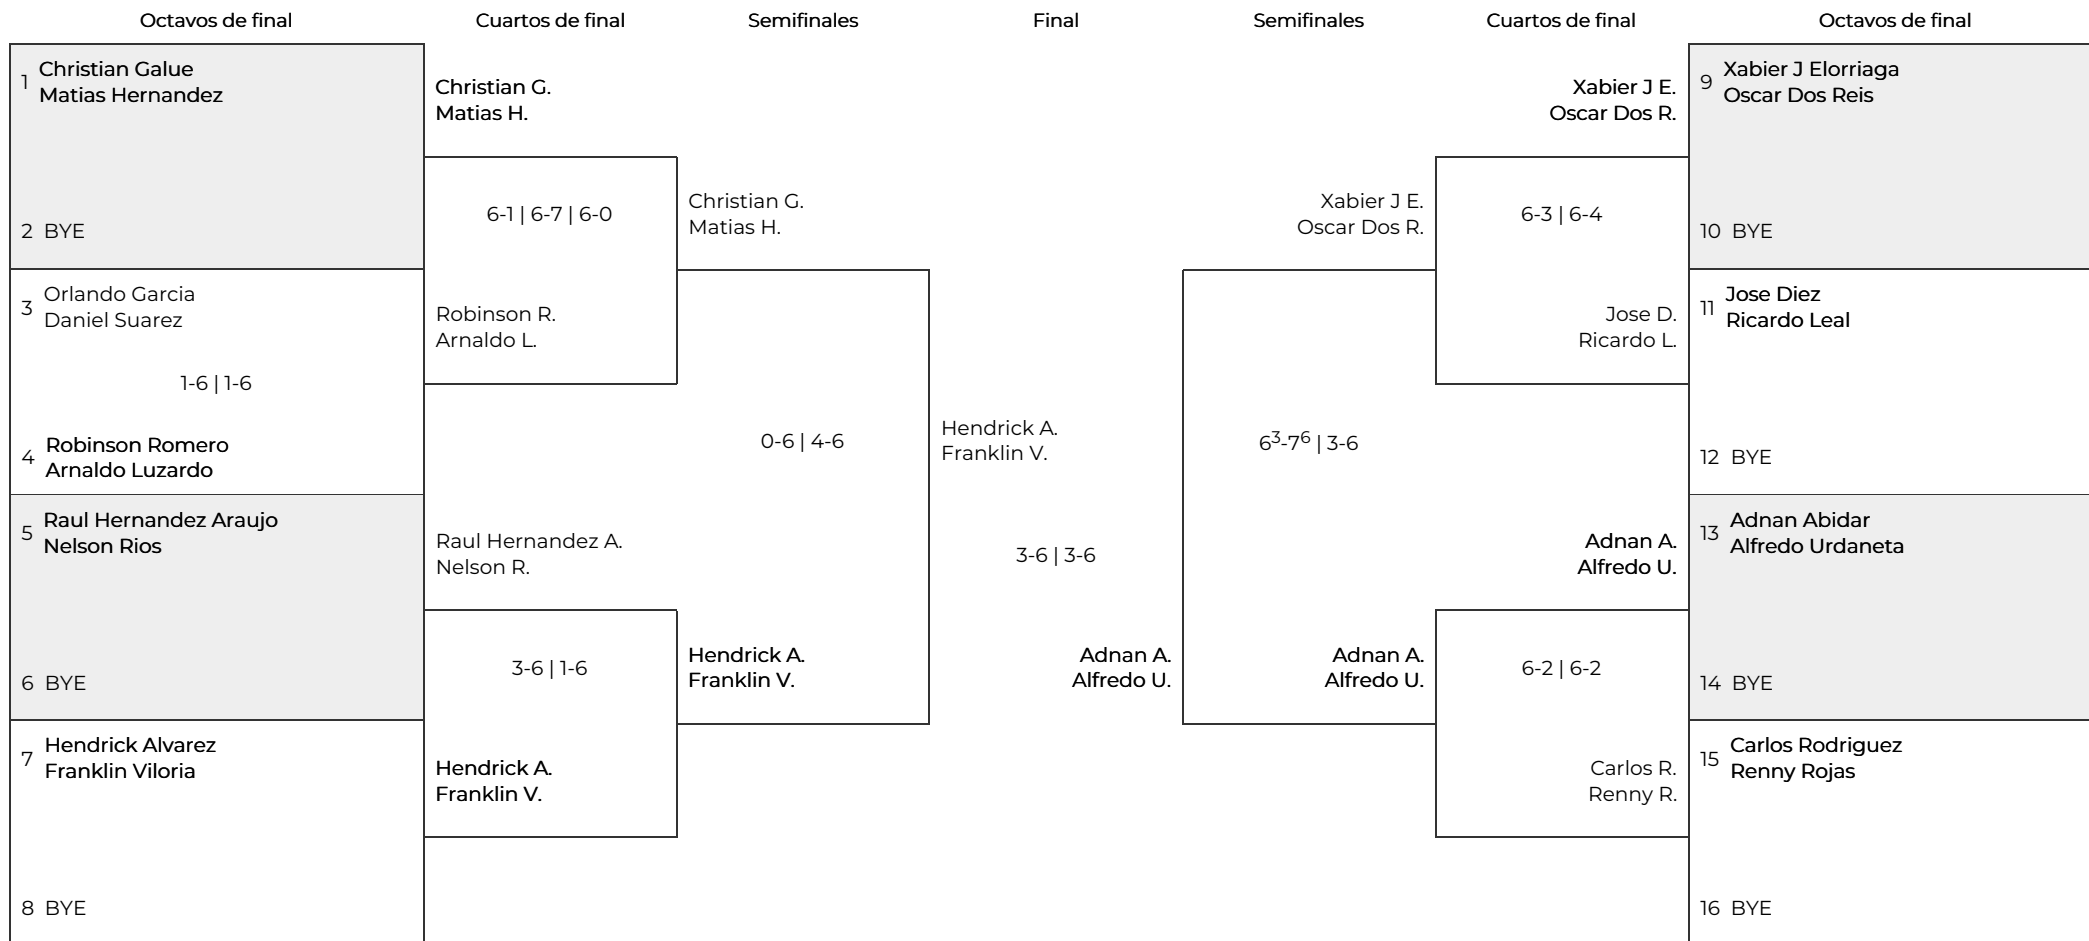 Octavos de final
Cuartos de final
Semifinales
Final
Semifinales
Cuartos de final
Octavos de final
1
Christian Galue
Matias Hernandez
2 BYE
3
Orlando Garcia
Daniel Suarez
1-6 | 1-6
4
Robinson Romero
Arnaldo Luzardo
5
Raul Hernandez Araujo
Nelson Rios
6 BYE
7
Hendrick Alvarez
Franklin Viloria
8 BYE
Christian G.
Matias H.
6-1 | 6-7 | 6-0
Robinson R.
Arnaldo L.
Raul Hernandez A.
Nelson R.
3-6 | 1-6
Hendrick A.
Franklin V.
Christian G.
Matias H.
0-6 | 4-6
Hendrick A.
Franklin V.
Hendrick A.
Franklin V.
3-6 | 3-6
Adnan A.
Alfredo U.
Xabier J E.
Oscar Dos R.
6³-7⁶ | 3-6
Adnan A.
Alfredo U.
Xabier J E.
Oscar Dos R.
6-3 | 6-4
Jose D.
Ricardo L.
Adnan A.
Alfredo U.
6-2 | 6-2
Carlos R.
Renny R.
9
Xabier J Elorriaga
Oscar Dos Reis
10 BYE
11
Jose Diez
Ricardo Leal
12 BYE
13
Adnan Abidar
Alfredo Urdaneta
14 BYE
15
Carlos Rodriguez
Renny Rojas
16 BYE